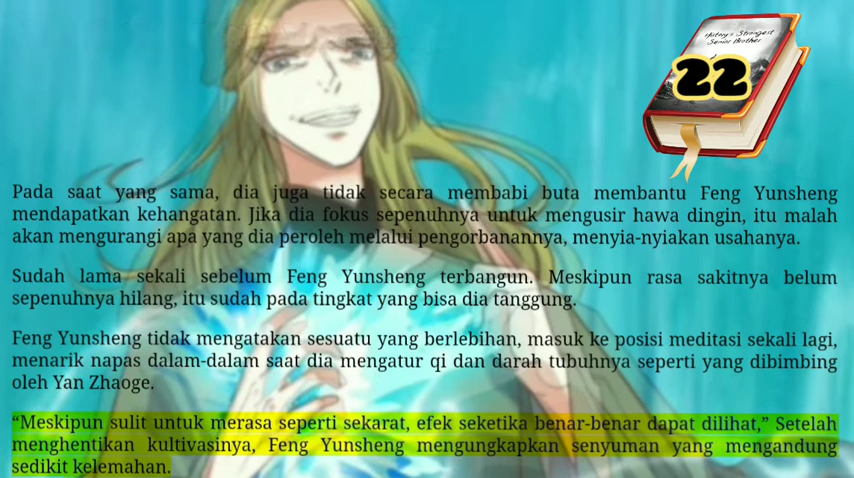 History's Strongest
Senior Brother
22
Pada saat yang sama, dia juga tidak secara membabi buta membantu Feng Yunsheng
mendapatkan kehangatan. Jika dia fokus sepenuhnya untuk mengusir hawa dingin, itu malah
akan mengurangi apa yang dia peroleh melalui pengorbanannya, menyia-nyiakan usahanya.
Sudah lama sekali sebelum Feng Yunsheng terbangun. Meskipun rasa sakitnya belum
sepenuhnya hilang, itu sudah pada tingkat yang bisa dia tanggung.
Feng Yunsheng tidak mengatakan sesuatu yang berlebihan, masuk ke posisi meditasi sekali lagi,
menarik napas dalam-dalam saat dia mengatur qi dan darah tubuhnya seperti yang dibimbing
oleh Yan Zhaoge.
“Meskipun sulit untuk merasa seperti sekarat, efek seketika benar-benar dapat dilihat,” Setelah
menghentikan kultivasinya, Feng Yunsheng mengungkapkan senyuman yang mengandung
sedikit kelemahan.